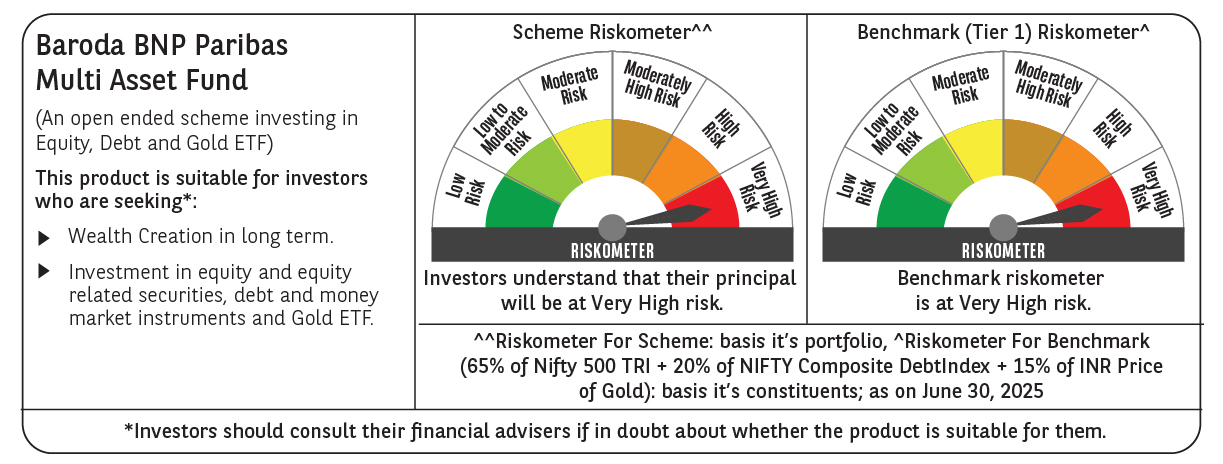 Baroda BNP Paribas
Multi Asset Fund
(An open ended scheme investing in
Equity, Debt and Gold ETF)
This product is suitable for investors
who are seeking*:
Wealth Creation in long term.
Investment in equity and equity
related securities, debt and money
market instruments and Gold ETF.
Scheme Riskometer^^
Low
Risk
Low to
Moderate
Risk
Moderate
Risk
Moderately
High Risk
High
Risk
Very High
Risk
RISKOMETER
Investors understand that their principal
will be at Very High risk.
Benchmark (Tier 1) Riskometer^
Low
Risk
Low to
Moderate
Risk
Moderate
Risk
Moderately
High Risk
High
Risk
Very High
Risk
RISKOMETER
Benchmark riskometer
is at Very High risk.
^^Riskometer For Scheme: basis it's portfolio, ^Riskometer For Benchmark
(65% of Nifty 500 TRI + 20% of NIFTY Composite DebtIndex + 15% of INR Price
of Gold): basis it's constituents; as on June 30, 2025
*Investors should consult their financial advisers if in doubt about whether the product is suitable for them.